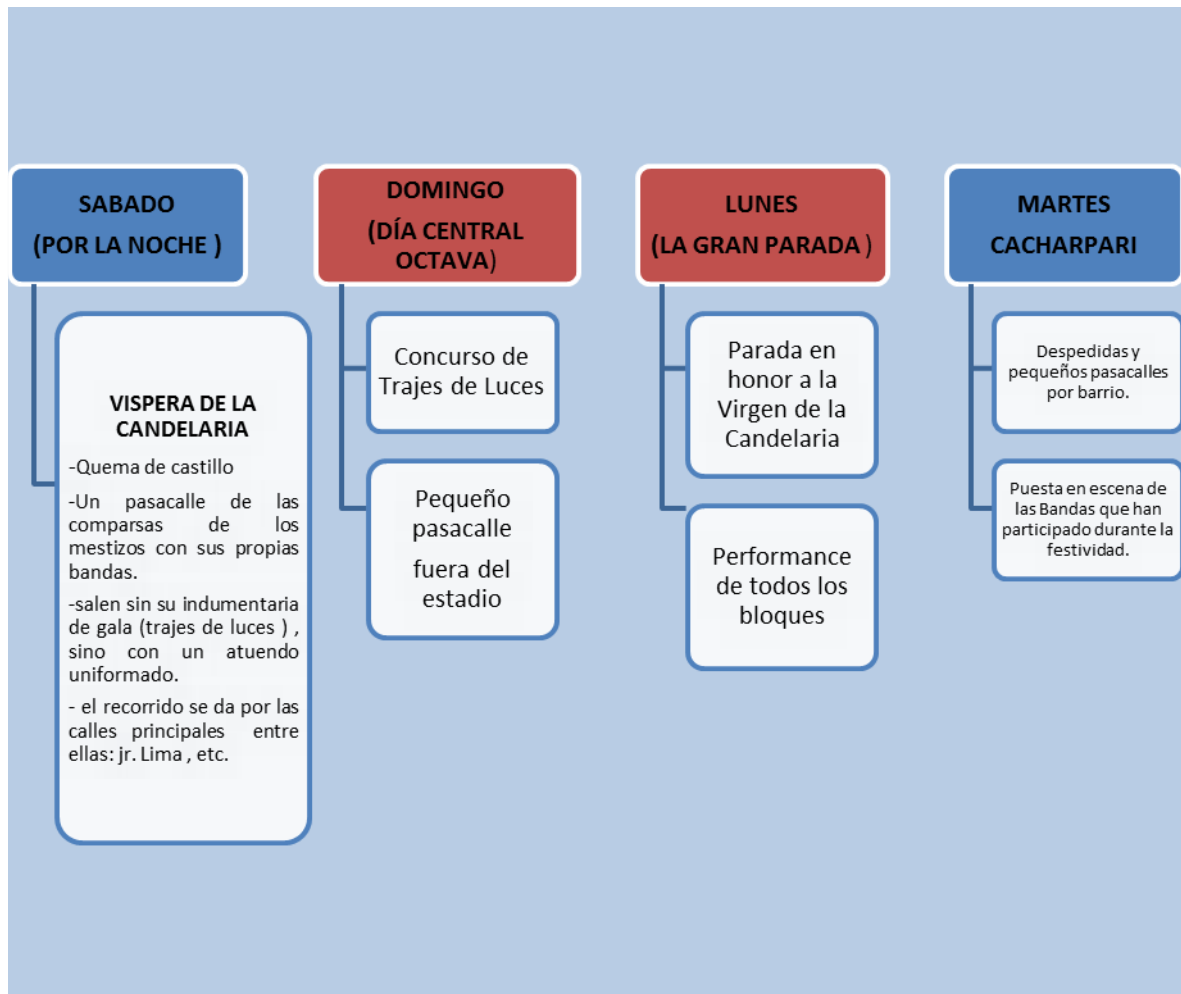 SABADO
(POR LA NOCHE )
VISPERA DE LA
CANDELARIA
-Quema de castillo
-Un pasacalle de las
comparsas de los
mestizos con sus propias
bandas.
-salen sin su indumentaria
de gala (trajes de luces ) ,
sino con un atuendo
uniformado.
- el recorrido se da por las
calles principales entre
ellas: jr. Lima , etc.
DOMINGO
(DÍA CENTRAL
OCTAVA)
Concurso de
Trajes de Luces
Pequeño
pasacalle
fuera del
estadio
LUNES
(LA GRAN PARADA )
Parada en
honor a la
Virgen de la
Candelaria
Performance
de todos los
bloques
MARTES
CACHARPARI
Despedidas y
pequeños pasacalles
por barrio.
Puesta en escena de
las Bandas que han
participado durante la
festividad.